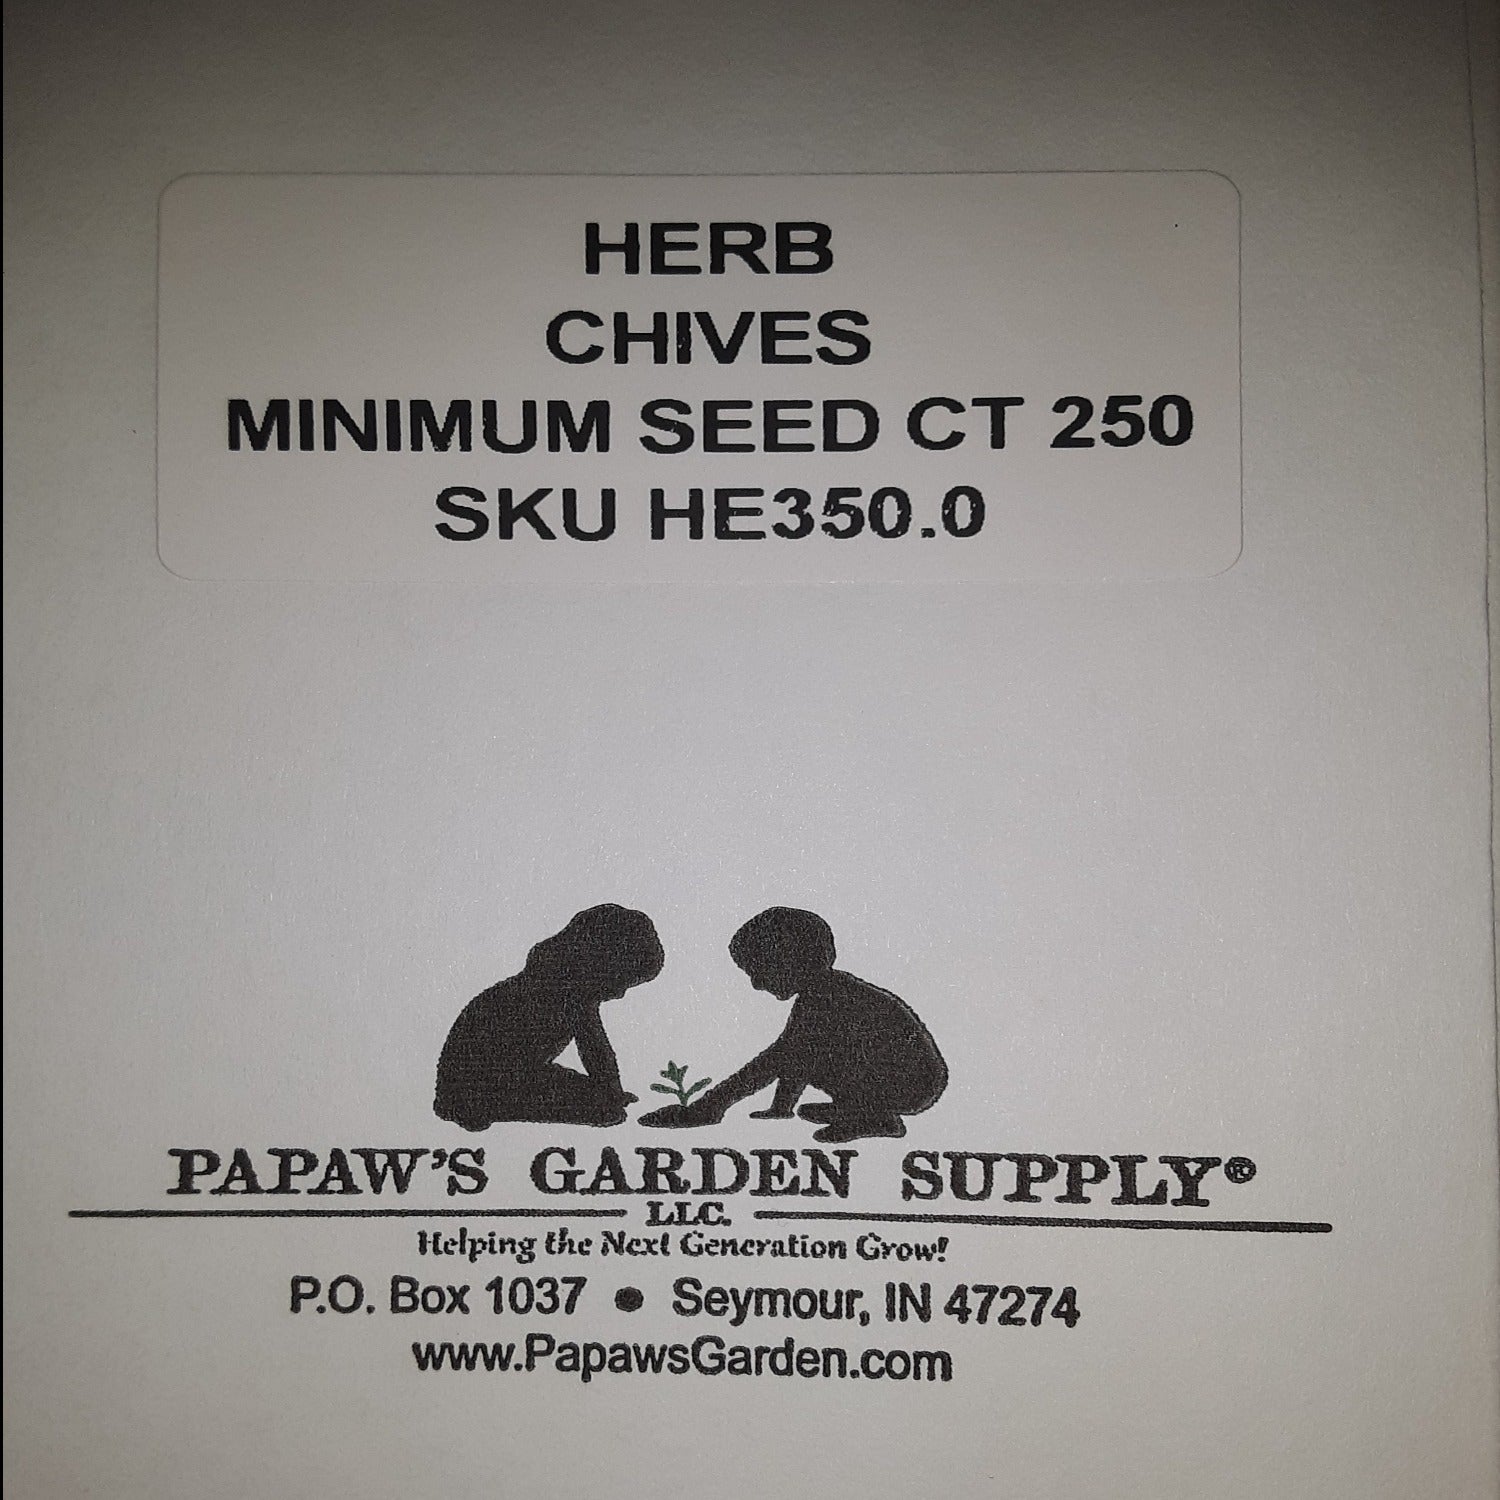 HERB
CHIVES
MINIMUM SEED CT 250
SKU HE350.0
PAPAW'S GARDEN SUPPLY®
LLC.
Helping the Next Generation Grow!
P.O. Box 1037 • Seymour, IN 47274
www.PapawsGarden.com